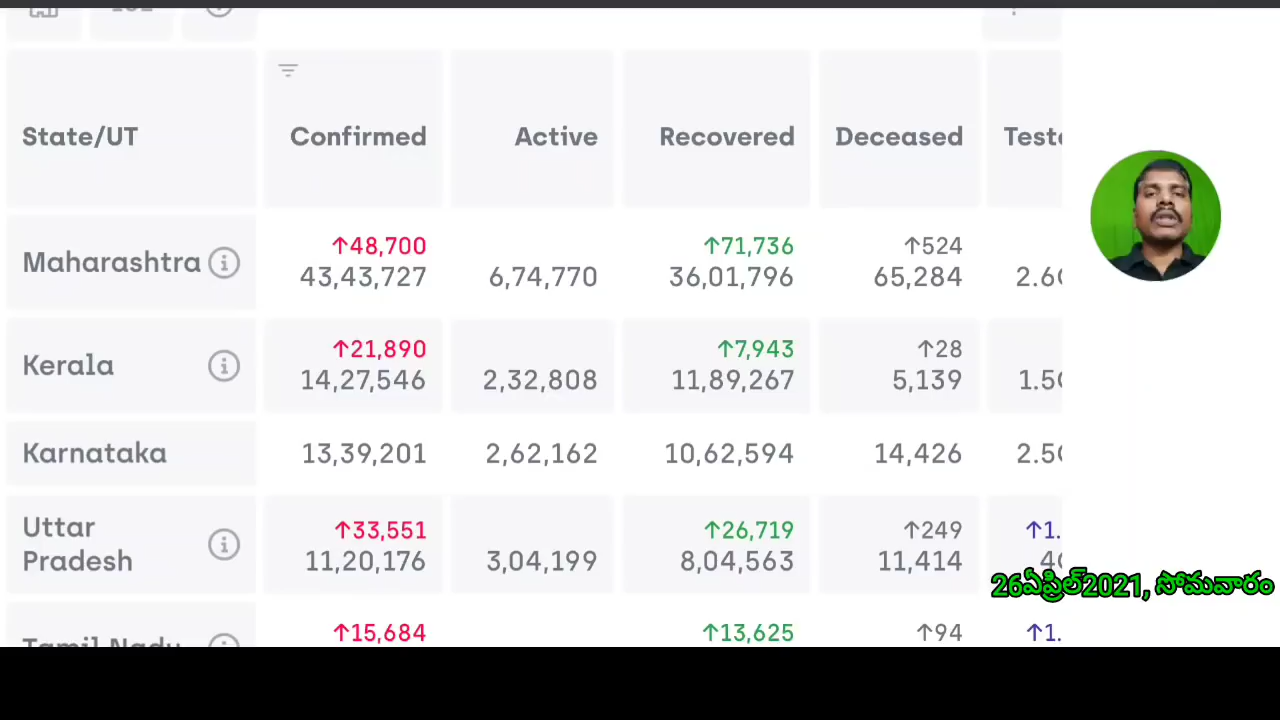 State/UT Confirmed Active Recovered Deceased
↑48,700 ↑71,736 ↑524
Maharashtra 43,43,727 6,74,770 36,01,796 65,284
↑21,890 ↑7,943 ↑28
Kerala 14,27,546 2,32,808 11,89,267 5,139
Karnataka 13,39,201 2,62,162 10,62,594 14,426
Uttar ↑33,551 ↑26,719 ↑249
Pradesh 11,20,176 3,04,199 8,04,563 11,414
26ఏప్రిల్2021, సోమవారం
Tamil Nadu ↑15,684 ↑13,625 ↑94